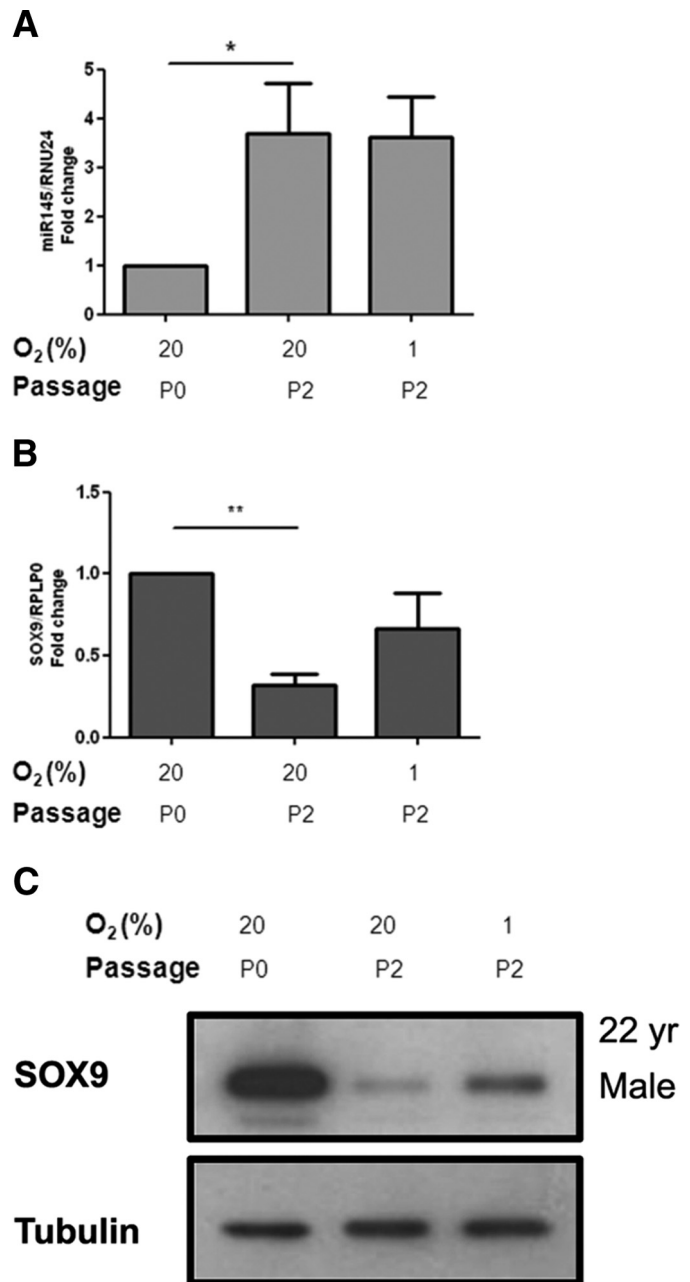 A
*
5
4
3
2
1
0
miR145/RNU24
Fold change
O₂(%) 20 20 1
Passage P0 P2 P2
B
**
1.5
1.0
0.5
0.0
SOX9/RPLP0
Fold change
O₂(%) 20 20 1
Passage P0 P2 P2
C
O₂(%) 20 20 1
Passage P0 P2 P2
SOX9
22 yr
Male
Tubulin